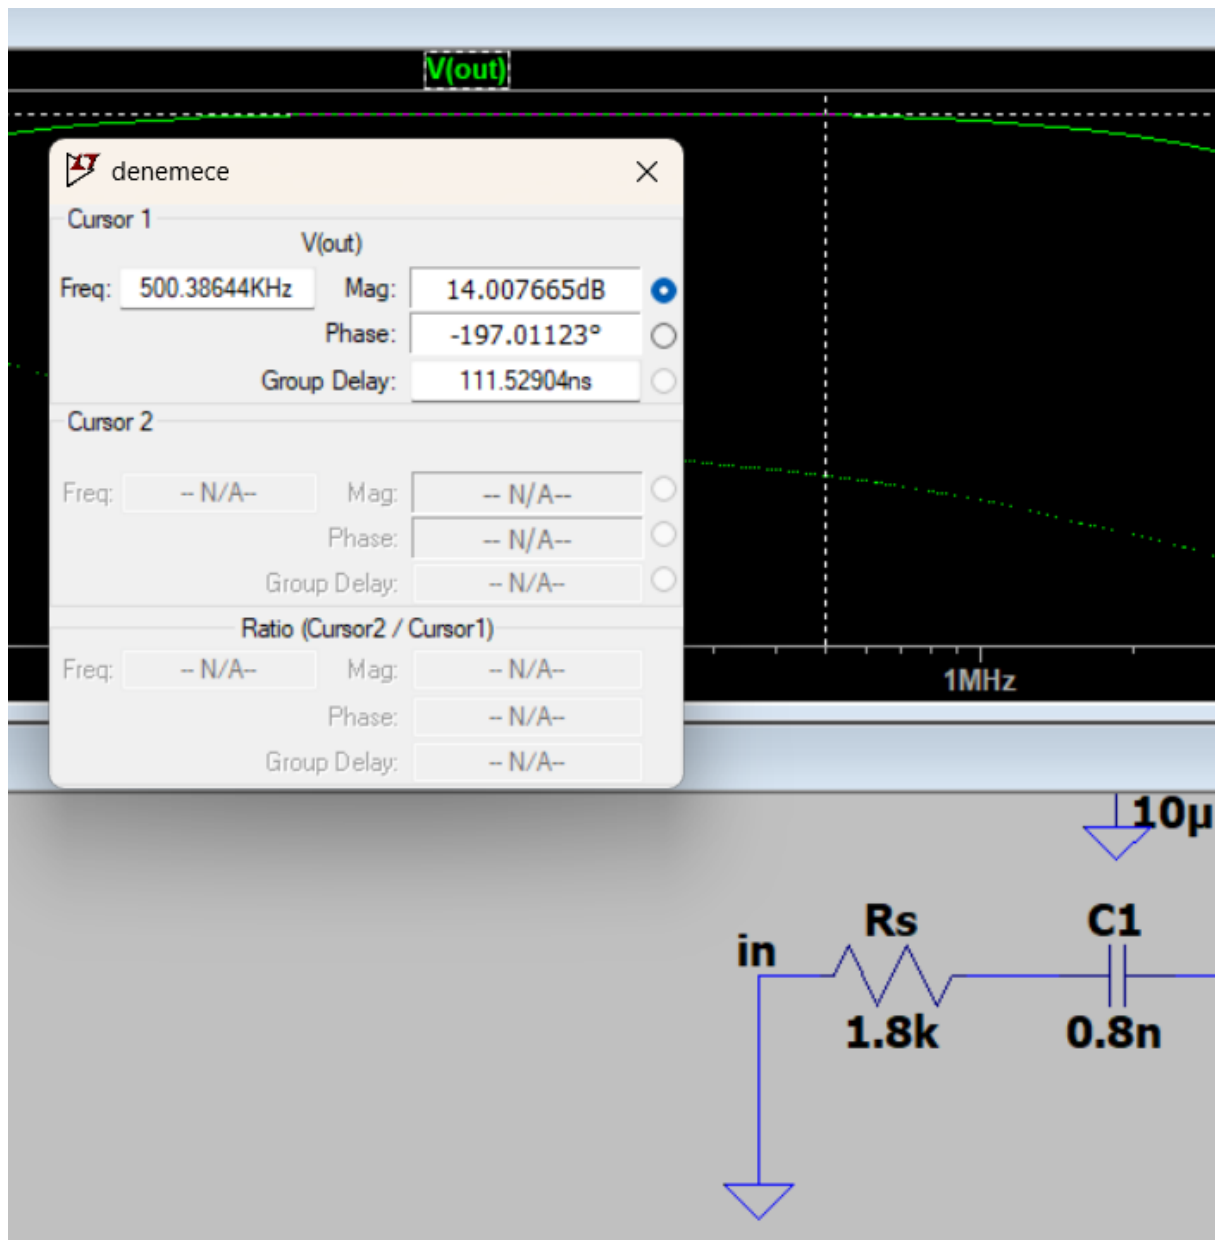 V(out)
denemece
Cursor 1
V(out)
Freq: 500.38644KHz Mag: 14.007665dB
Phase: -197.01123°
Group Delay: 111.52904ns
Cursor 2
Freq: -- N/A-- Mag: -- N/A--
Phase: -- N/A--
Group Delay: -- N/A--
Ratio (Cursor2 / Cursor1)
Freq: -- N/A-- Mag: -- N/A--
Phase: -- N/A--
Group Delay: -- N/A--
1MHz
10µ
Rs C1
in
1.8k 0.8n